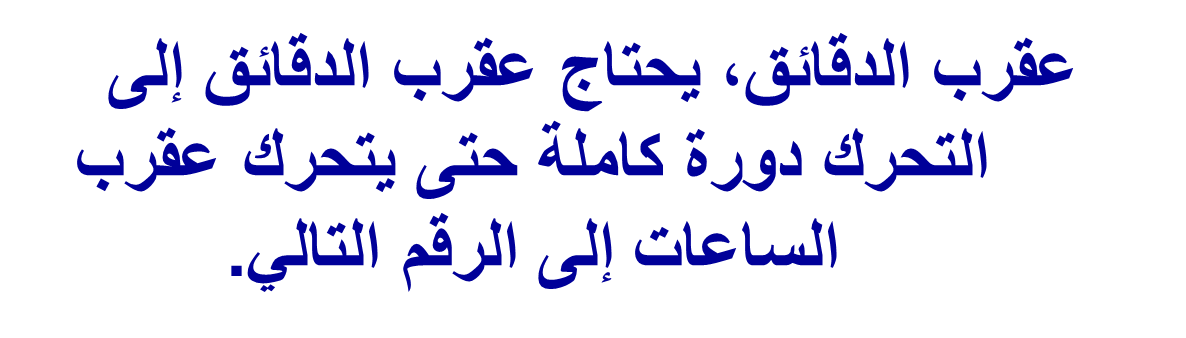 عقرب الدقائق، يحتاج عقرب الدقائق إلى
التحرك دورة كاملة حتى يتحرك عقرب
الساعات إلى الرقم التالي.